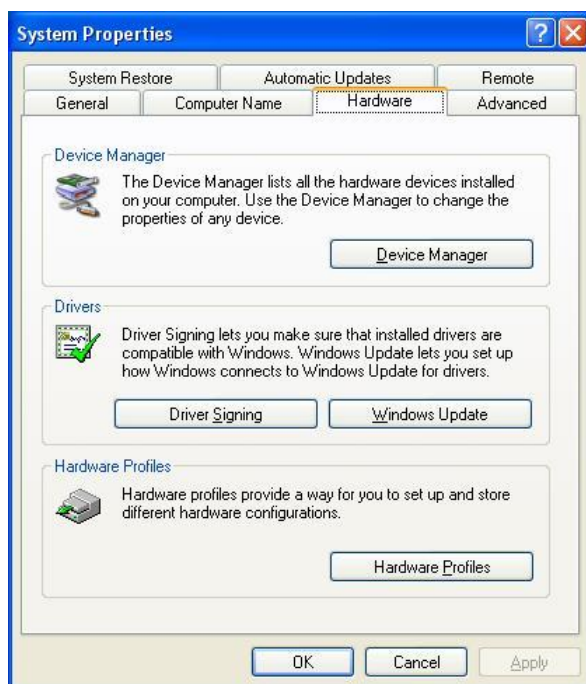 System Properties
System Restore Automatic Updates Remote
General Computer Name Hardware Advanced
Device Manager
The Device Manager lists all the hardware devices installed
on your computer. Use the Device Manager to change the
properties of any device.
Device Manager
Drivers
Driver Signing lets you make sure that installed drivers are
compatible with Windows. Windows Update lets you set up
how Windows connects to Windows Update for drivers.
Driver Signing Windows Update
Hardware Profiles
Hardware profiles provide a way for you to set up and store
different hardware configurations.
Hardware Profiles
OK Cancel Apply